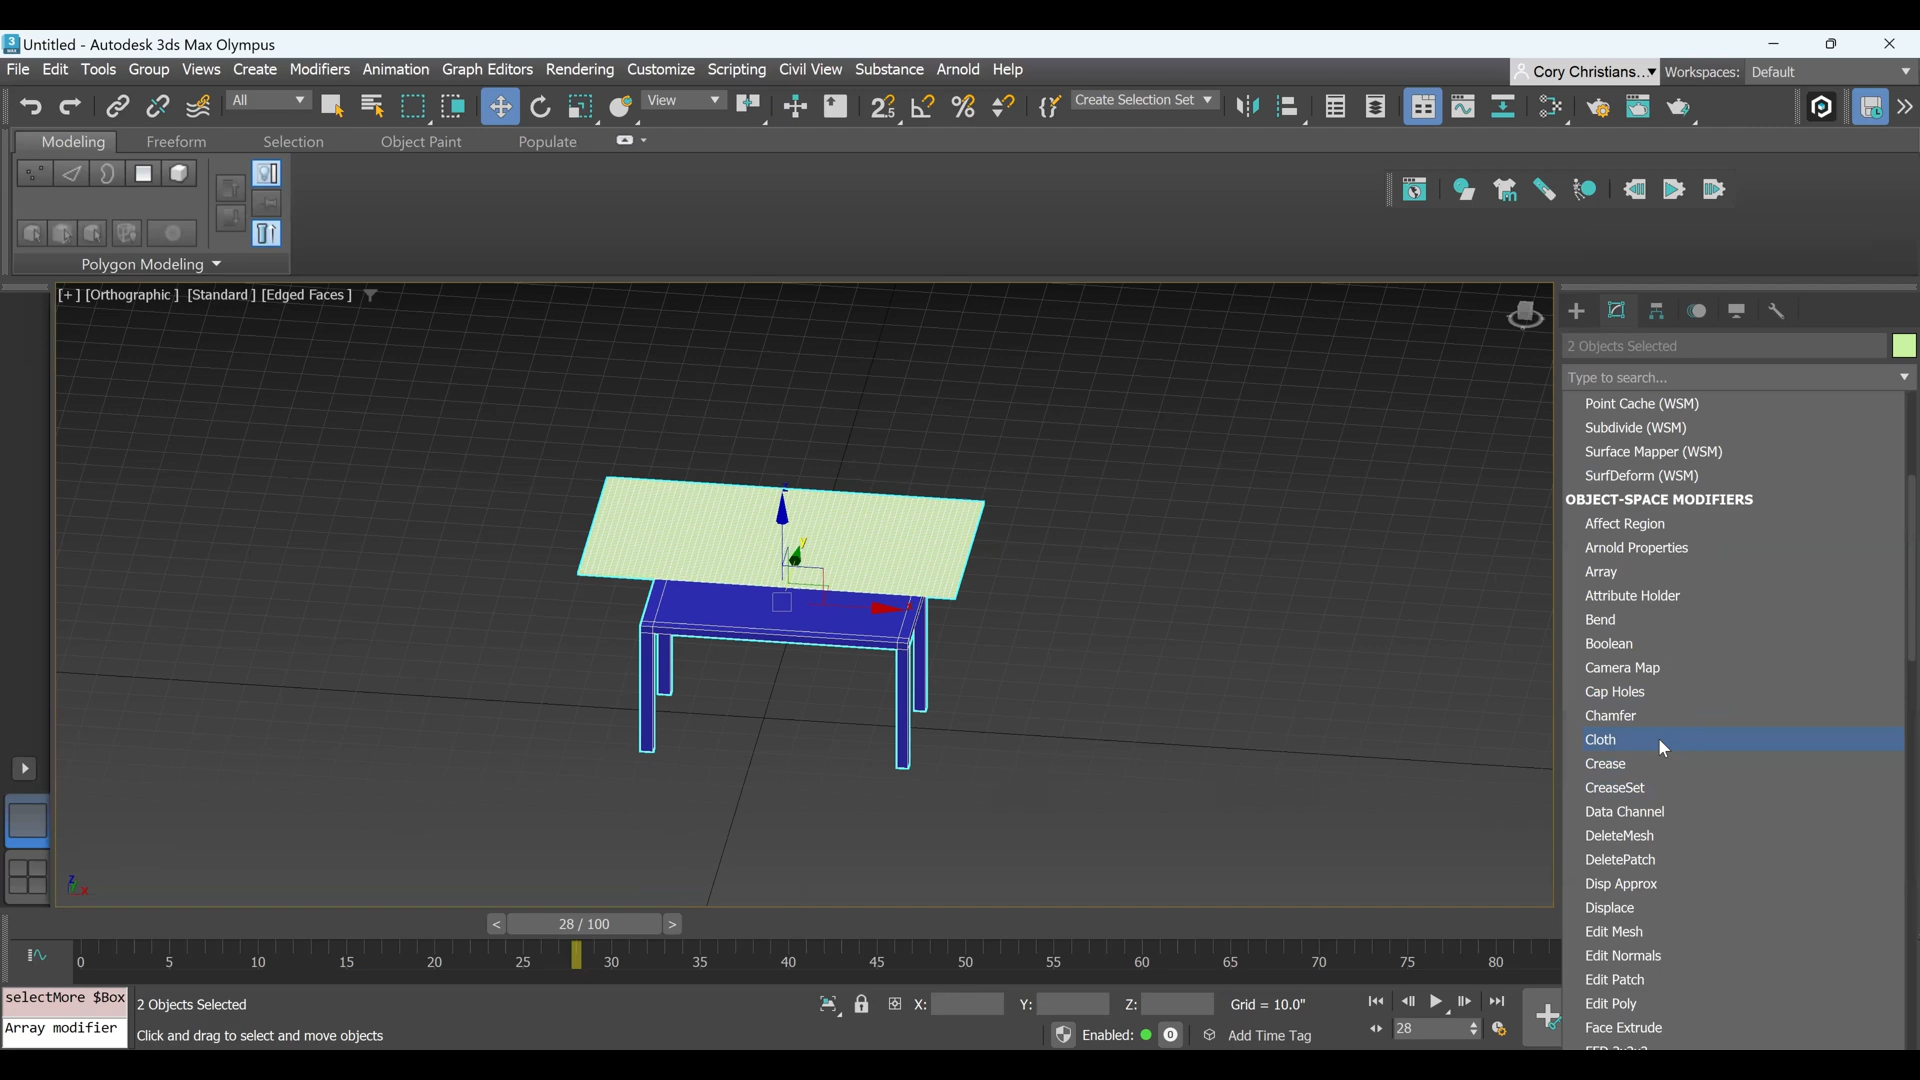 Untitled - Autodesk 3ds Max Olympus
File Edit Tools Group Views Create Modifiers Animation Graph Editors Rendering Customize Scripting Civil View Substance Arnold Help
Cory Christians... Workspaces: Default
All View Create Selection Set
Modeling Freeform Selection Object Paint Populate
Polygon Modeling
[+] [Orthographic ] [Standard ] [Edged Faces ]
2 Objects Selected
Type to search...
Point Cache (WSM)
Subdivide (WSM)
Surface Mapper (WSM)
SurfDeform (WSM)
OBJECT-SPACE MODIFIERS
Affect Region
Arnold Properties
Array
Attribute Holder
Bend
Boolean
Camera Map
Cap Holes
Chamfer
Cloth
Crease
CreaseSet
Data Channel
DeleteMesh
DeletePatch
Disp Approx
Displace
Edit Mesh
Edit Normals
Edit Patch
Edit Poly
Face Extrude
z
y
x
z
x
< 28 / 100 >
0 5 10 15 20 25 30 35 40 45 50 55 60 65 70 75 80
selectMore $Box
Array modifier
2 Objects Selected
X: Y: Z: Grid = 10.0"
Click and drag to select and move objects
Enabled: 0 Add Time Tag
28